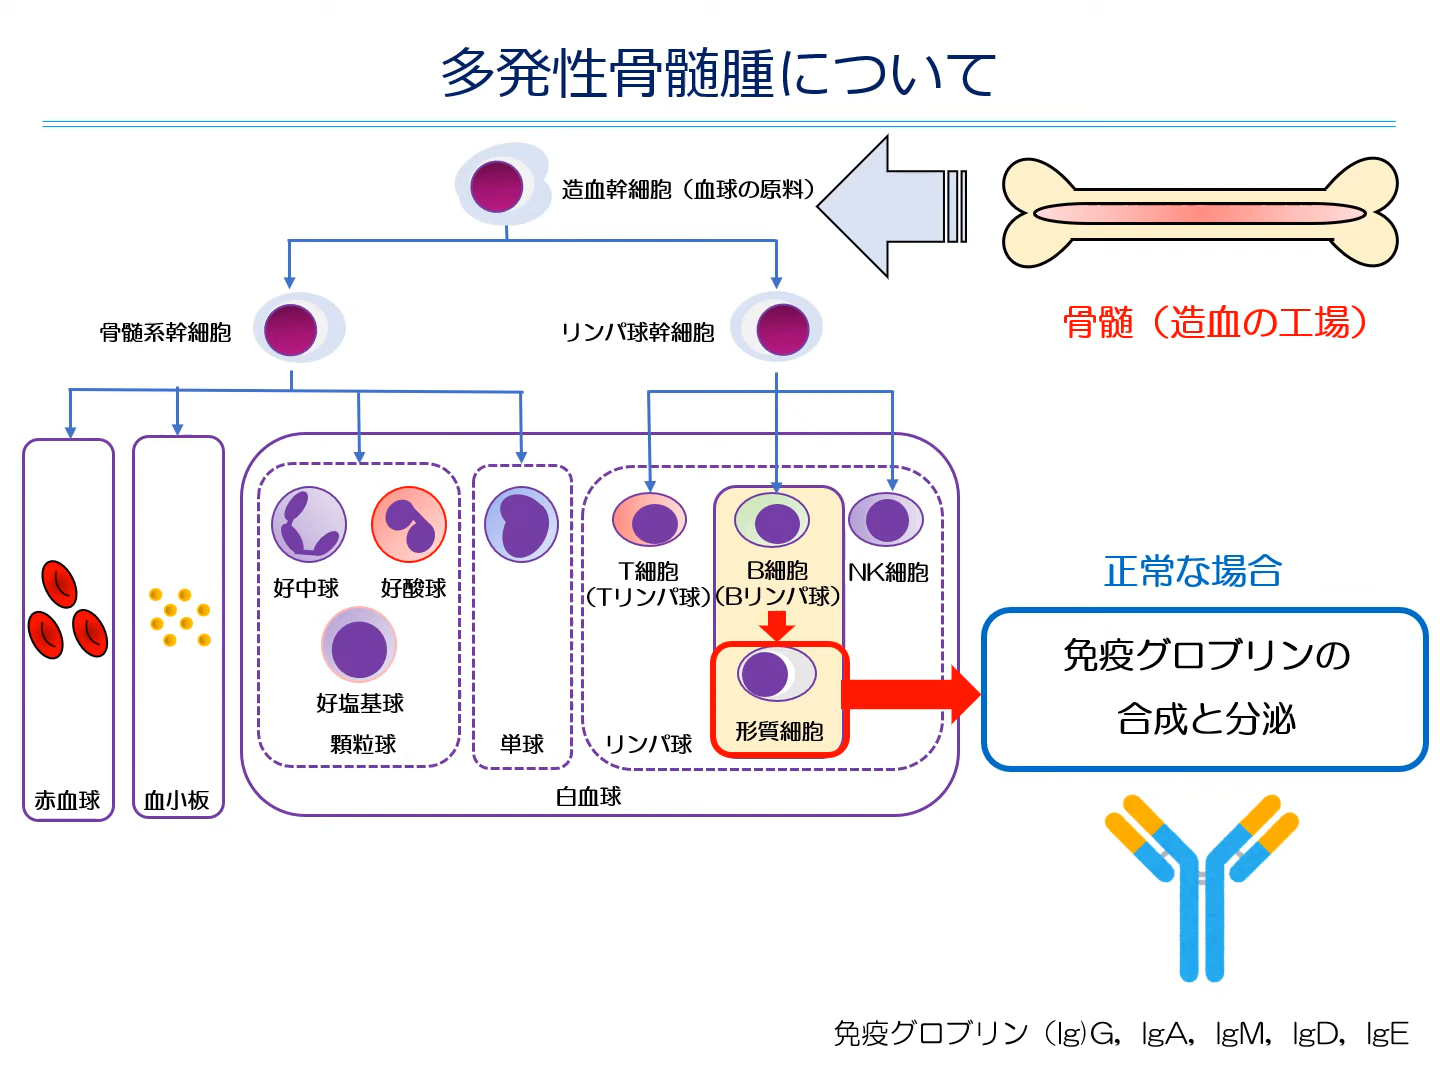 多発性骨髄腫について
造血幹細胞（血球の原料）
骨髄（造血の工場）
骨髄系幹細胞
リンパ球幹細胞
好中球
好酸球
好塩基球
顆粒球
単球
T細胞
（Tリンパ球）
B細胞
（Bリンパ球）
NK細胞
形質細胞
リンパ球
白血球
赤血球
血小板
正常な場合
免疫グロブリンの
合成と分泌
免疫グロブリン（Ig)G，IgA，IgM，IgD，IgE